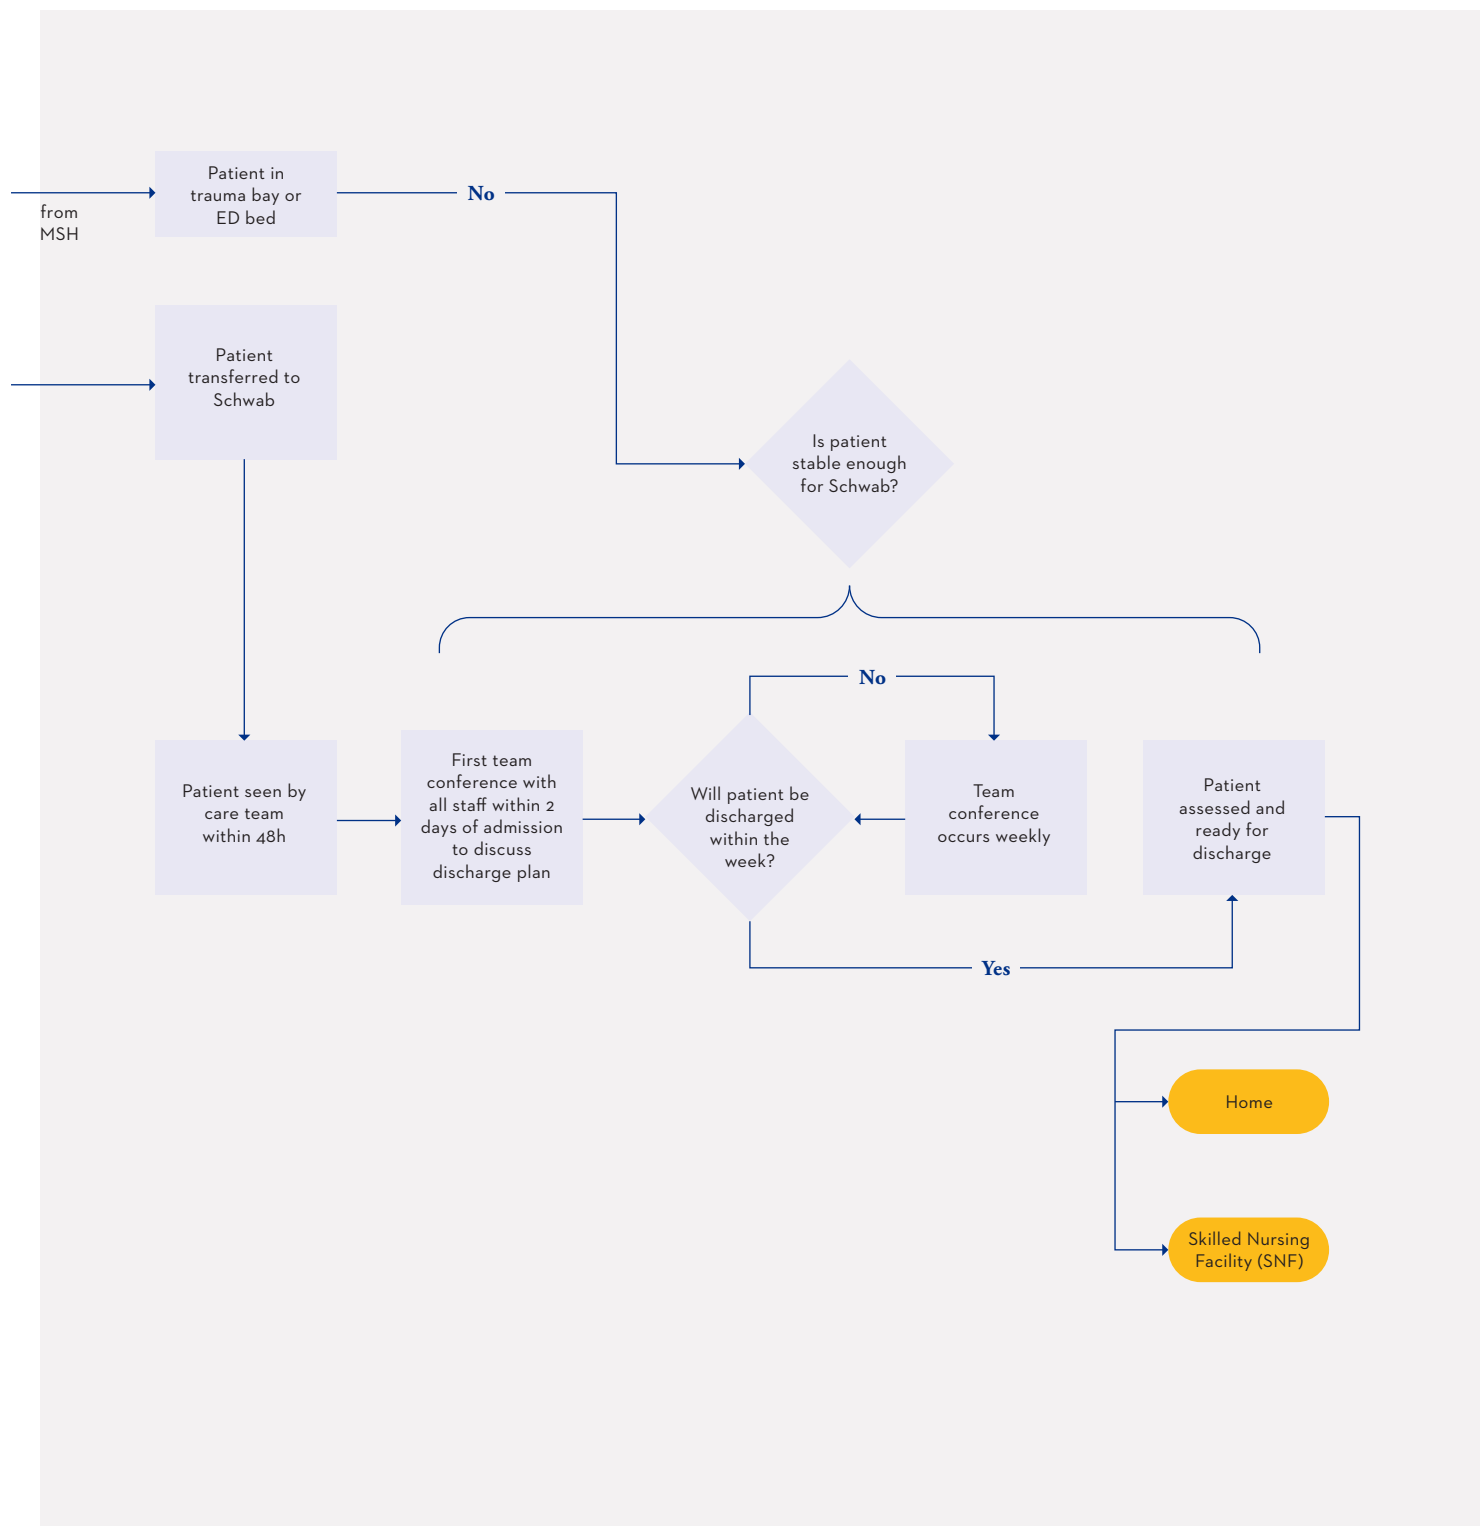 Patient in
trauma bay or
ED bed
No
from
MSH
Patient
transferred to
Schwab
Is patient
stable enough
for Schwab?
No
Patient seen by
care team
within 48h
First team
conference with
all staff within 2
days of admission
to discuss
discharge plan
Will patient be
discharged
within the
week?
Team
conference
occurs weekly
Patient
assessed and
ready for
discharge
Yes
Home
Skilled Nursing
Facility (SNF)